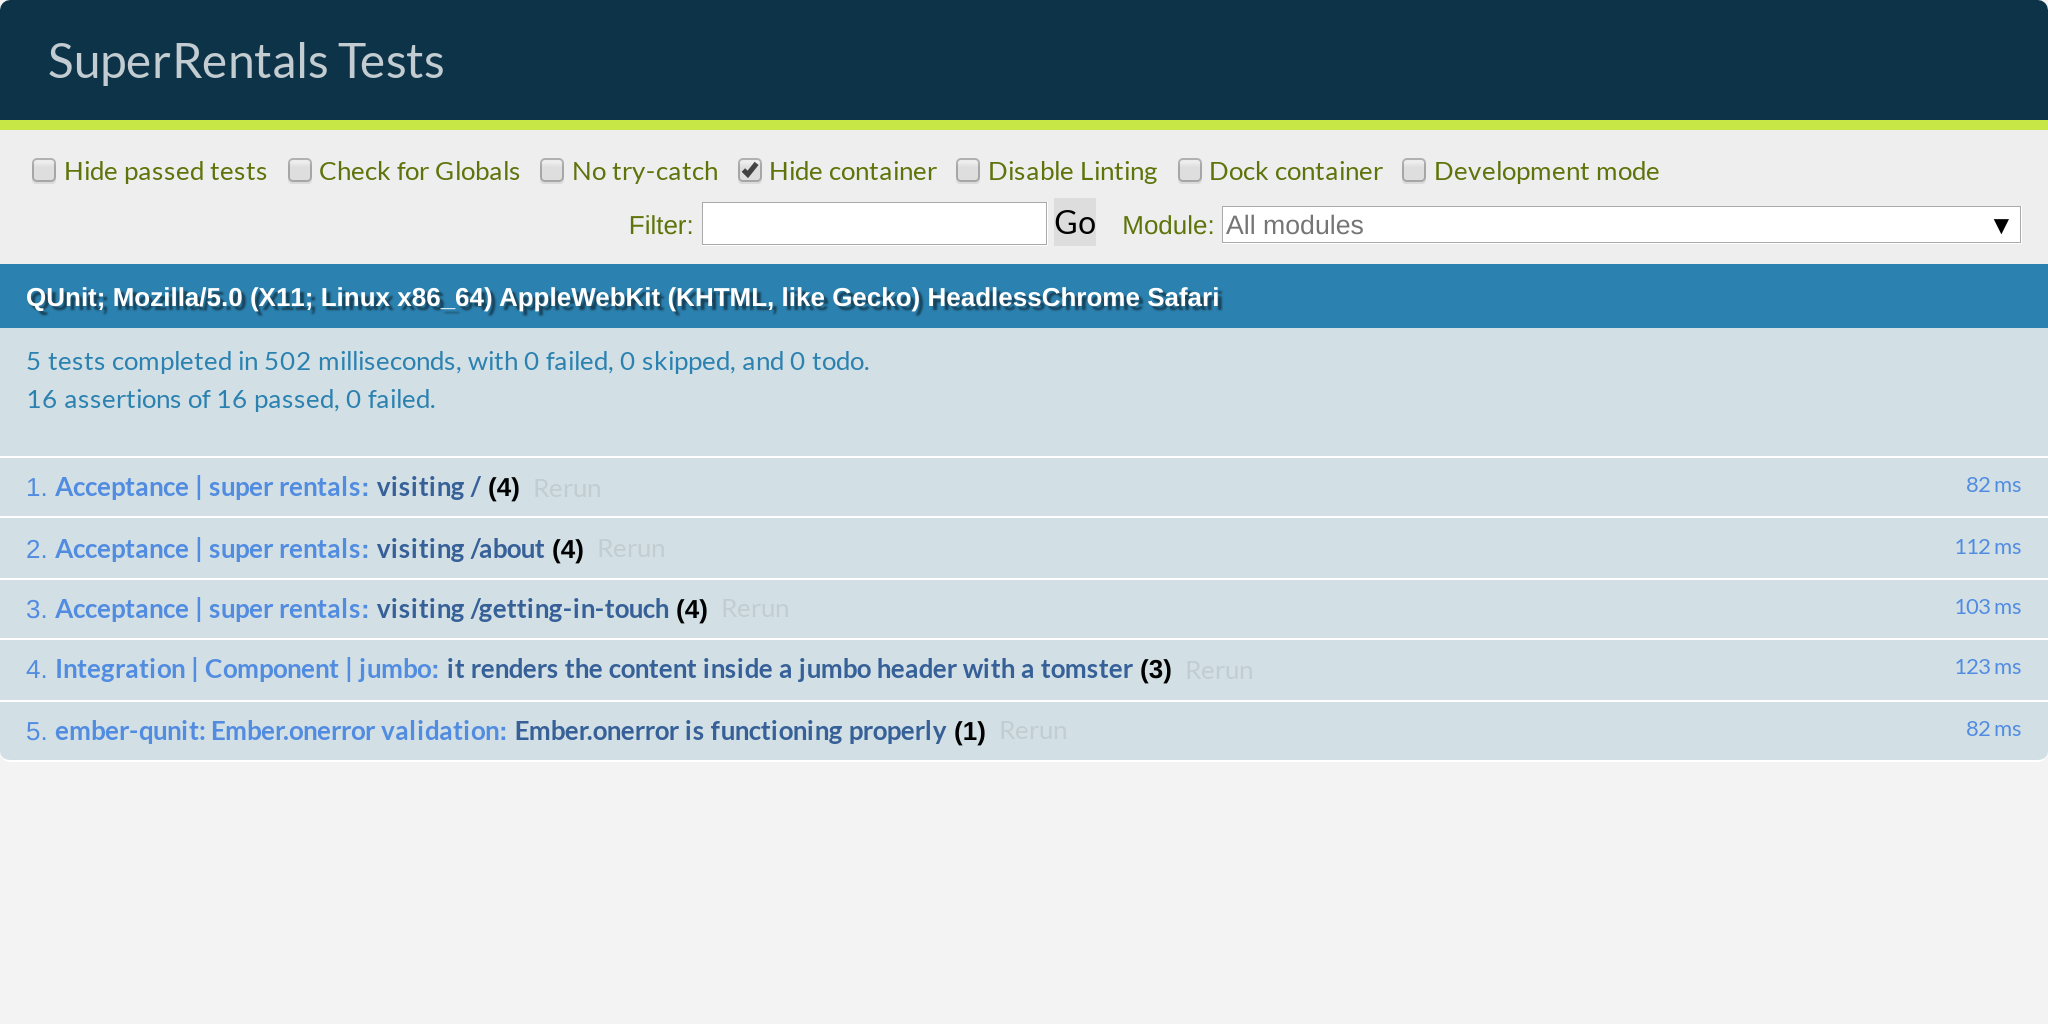 SuperRentals Tests
Hide passed tests Check for Globals No try-catch Hide container Disable Linting Dock container Development mode
Filter: Go Module: All modules ▼
QUnit; Mozilla/5.0 (X11; Linux x86_64) AppleWebKit (KHTML, like Gecko) HeadlessChrome Safari
5 tests completed in 502 milliseconds, with 0 failed, 0 skipped, and 0 todo.
16 assertions of 16 passed, 0 failed.
1. Acceptance | super rentals: visiting / (4) Rerun 82 ms
2. Acceptance | super rentals: visiting /about (4) Rerun 112 ms
3. Acceptance | super rentals: visiting /getting-in-touch (4) Rerun 103 ms
4. Integration | Component | jumbo: it renders the content inside a jumbo header with a tomster (3) Rerun 123 ms
5. ember-qunit: Ember.onerror validation: Ember.onerror is functioning properly (1) Rerun 82 ms